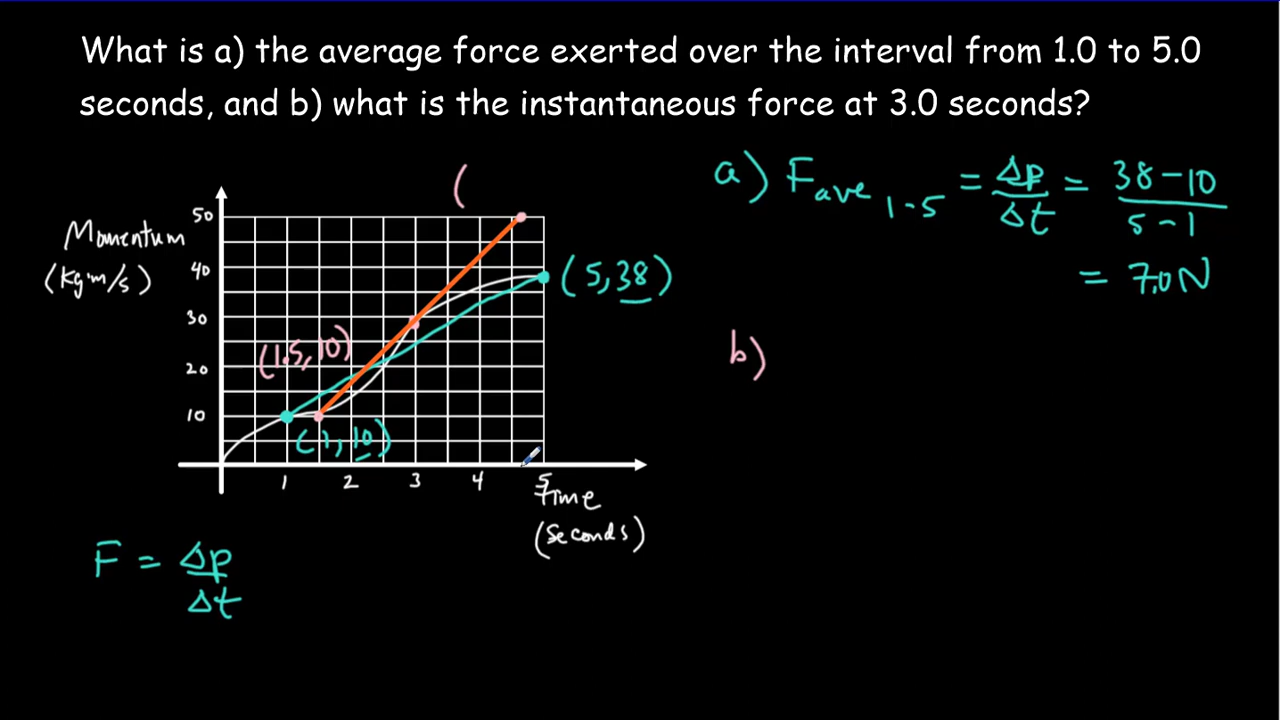 What is a) the average force exerted over the interval from 1.0 to 5.0
seconds, and b) what is the instantaneous force at 3.0 seconds?
a) F ave 1-5 = Δp/Δt = 38-10/5-1
= 7.0N
b)
(
Momentum
(kgm/s)
50
40
30
20
10
(5,38)
(1.5,10)
(1,10)
1 2 3 4 5
Time
(seconds)
F = Δp/Δt